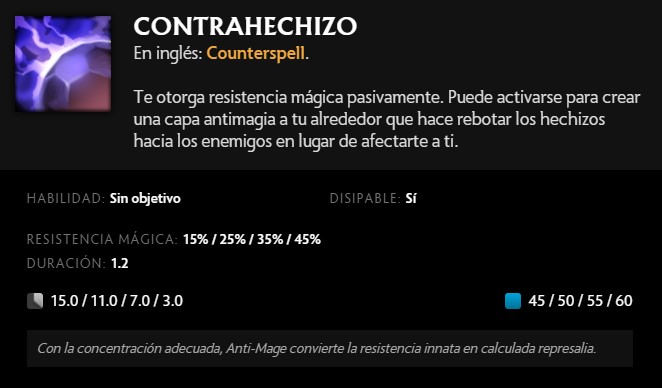 CONTRAHECHIZO
En inglés: Counterspell.
Te otorga resistencia mágica pasivamente. Puede activarse para crear
una capa antimagia a tu alrededor que hace rebotar los hechizos
hacia los enemigos en lugar de afectarte a ti.
HABILIDAD: Sin objetivo DISIPABLE: Sí
RESISTENCIA MÁGICA: 15% / 25% / 35% / 45%
DURACIÓN: 1.2
15.0 / 11.0 / 7.0 / 3.0 45 / 50 / 55 / 60
Con la concentración adecuada, Anti-Mage convierte la resistencia innata en calculada represalia.